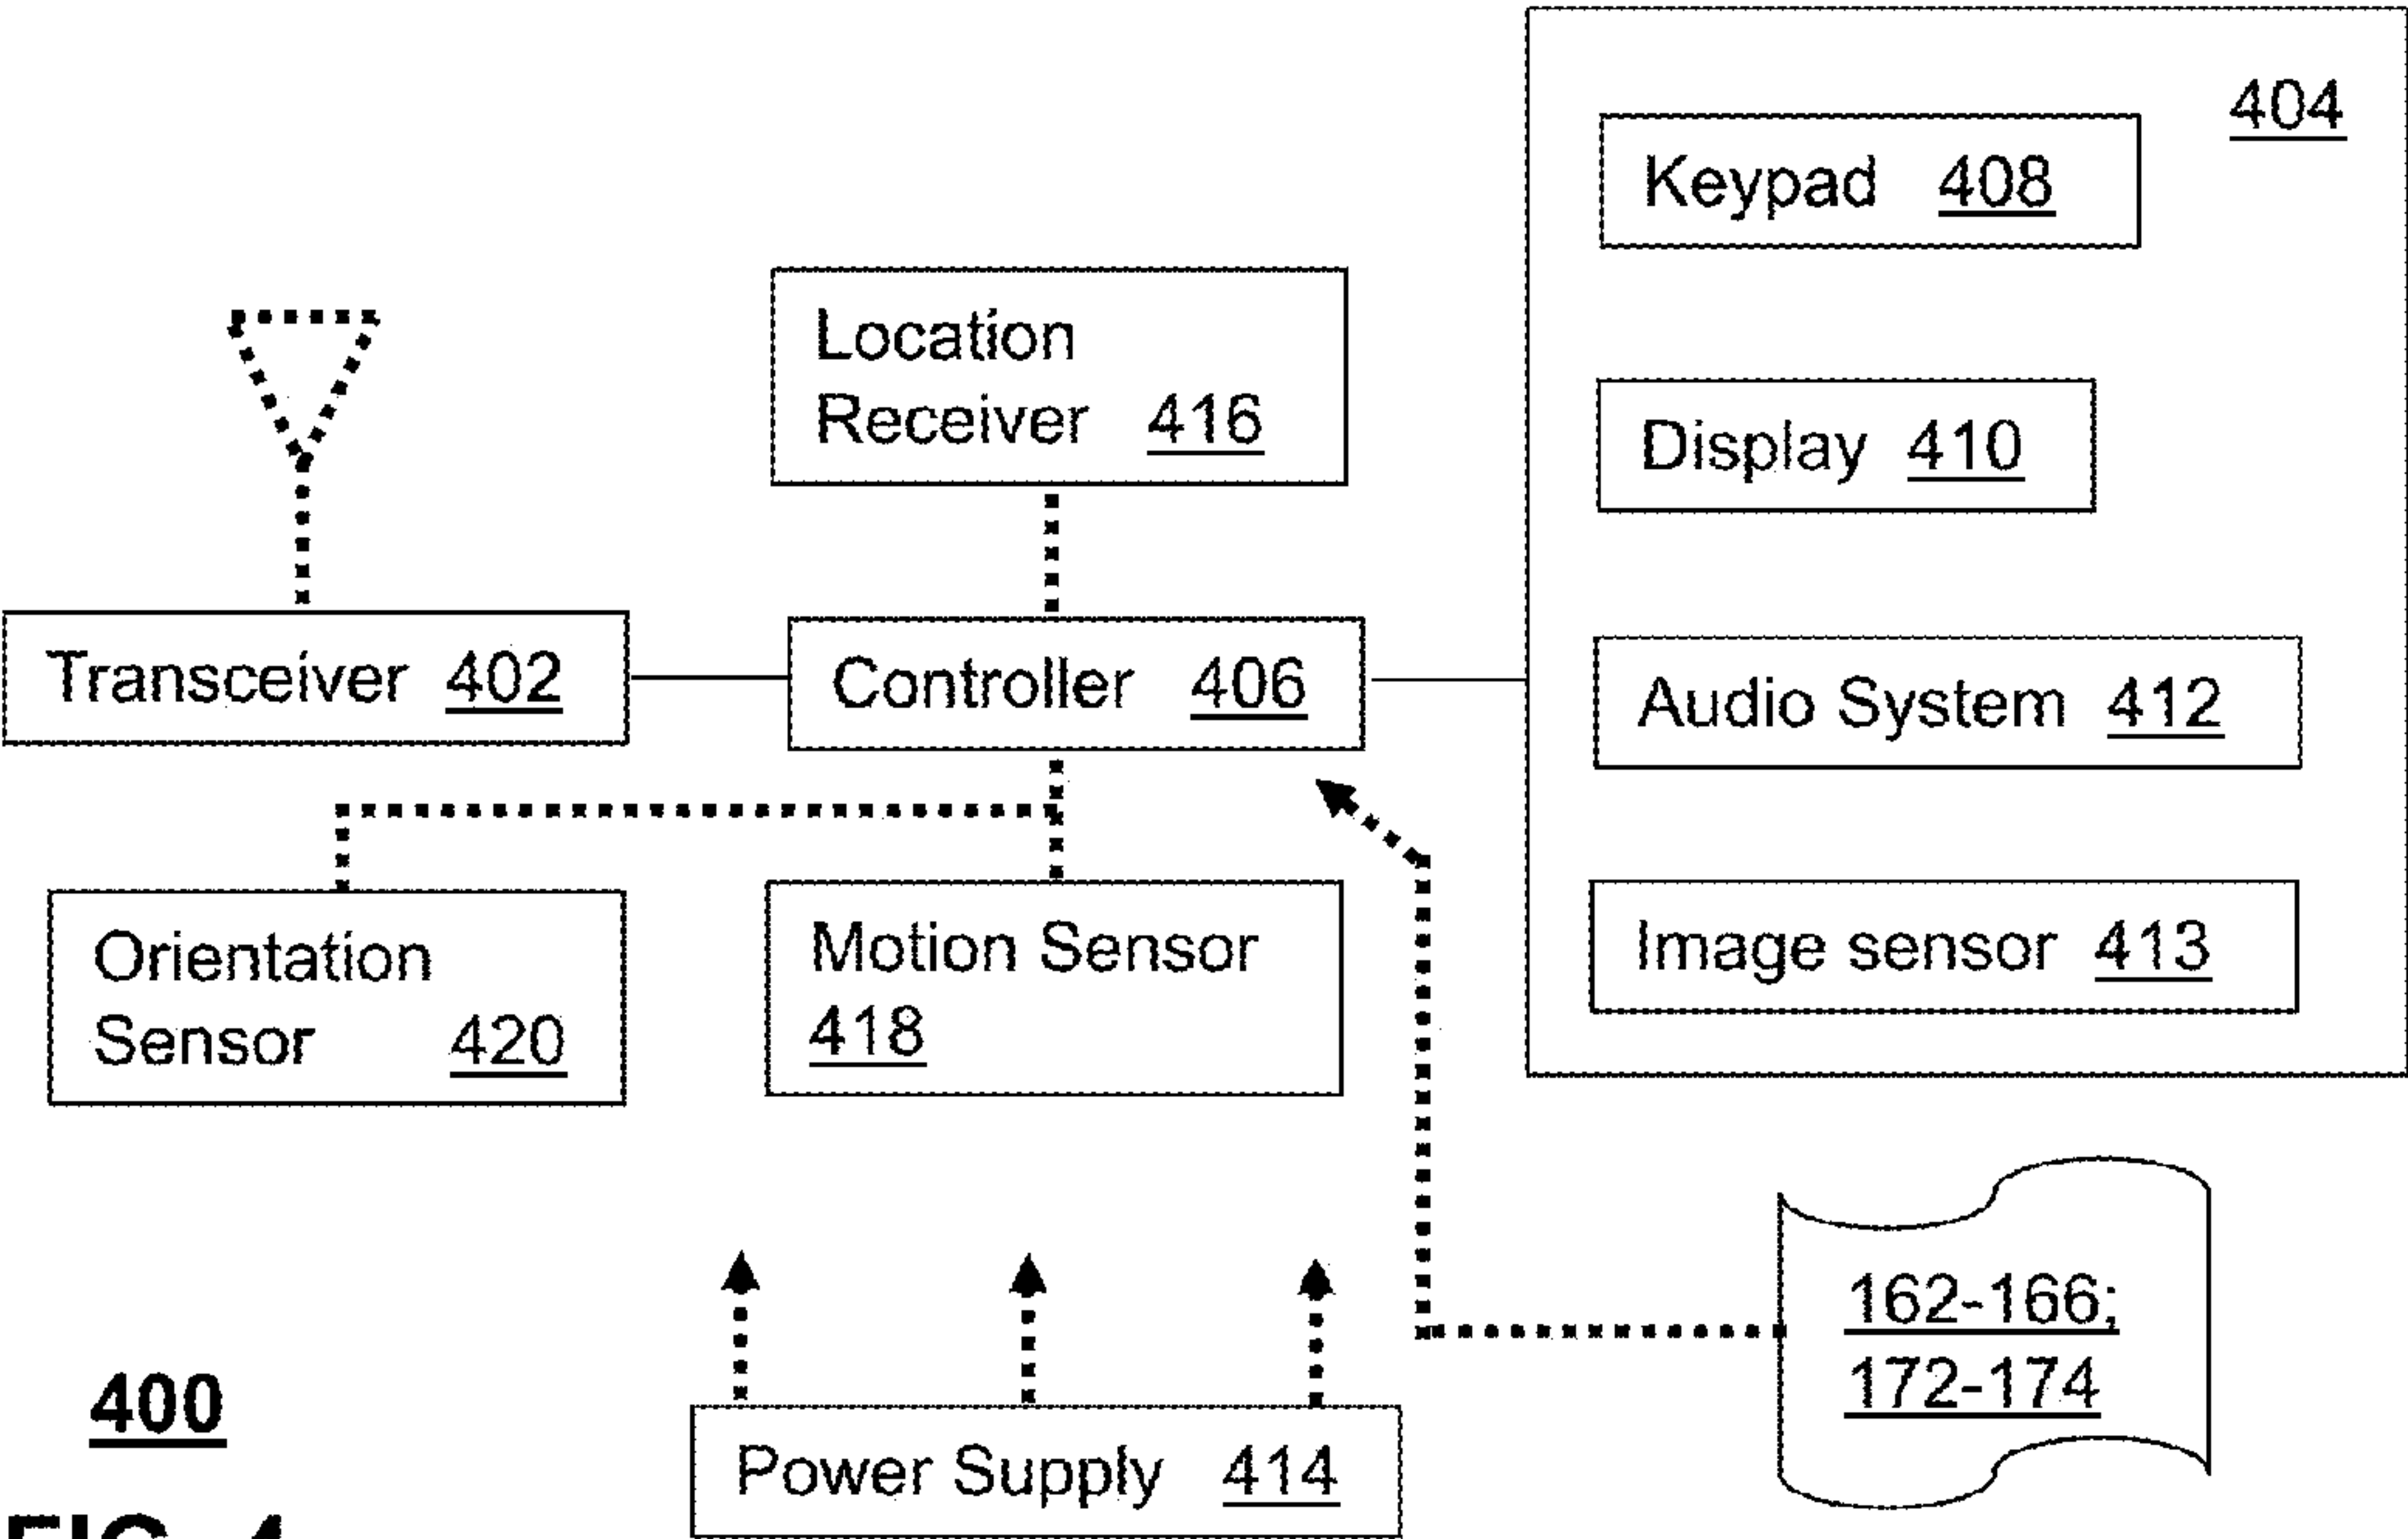 404
Keypad 408
Location
Receiver 416
Display 410
Transceiver 402
Controller 406
Audio System 412
Orientation
Sensor 420
Motion Sensor
418
Image sensor 413
162-166;
172-174
400
Power Supply 414